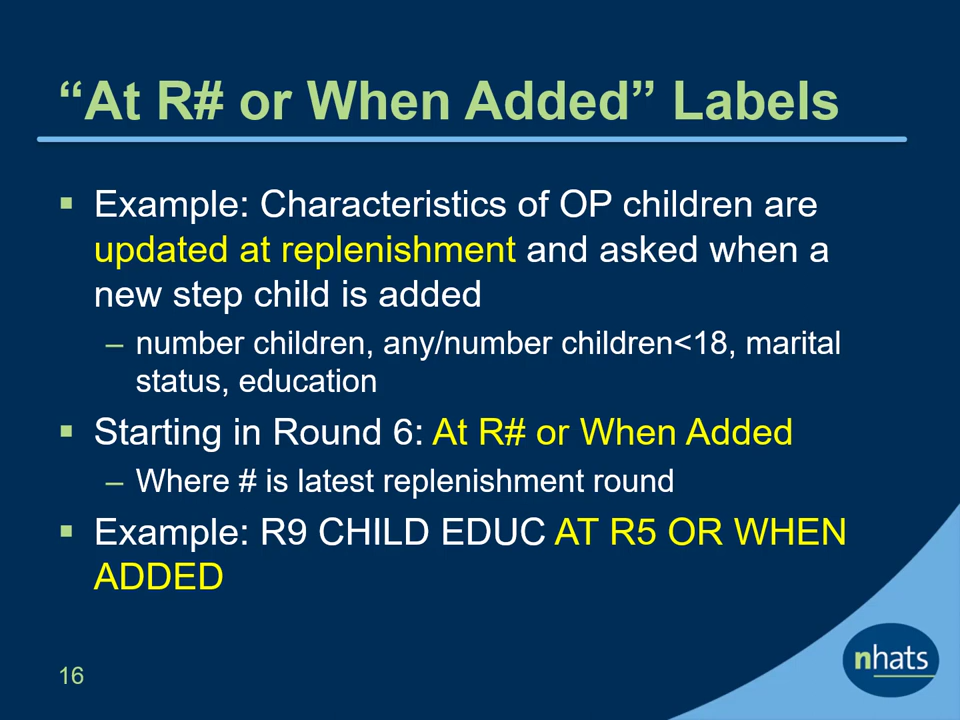 “At R# or When Added” Labels
▪ Example: Characteristics of OP children are
updated at replenishment and asked when a
new step child is added
– number children, any/number children<18, marital
status, education
▪ Starting in Round 6: At R# or When Added
– Where # is latest replenishment round
▪ Example: R9 CHILD EDUC AT R5 OR WHEN
ADDED
16
nhats